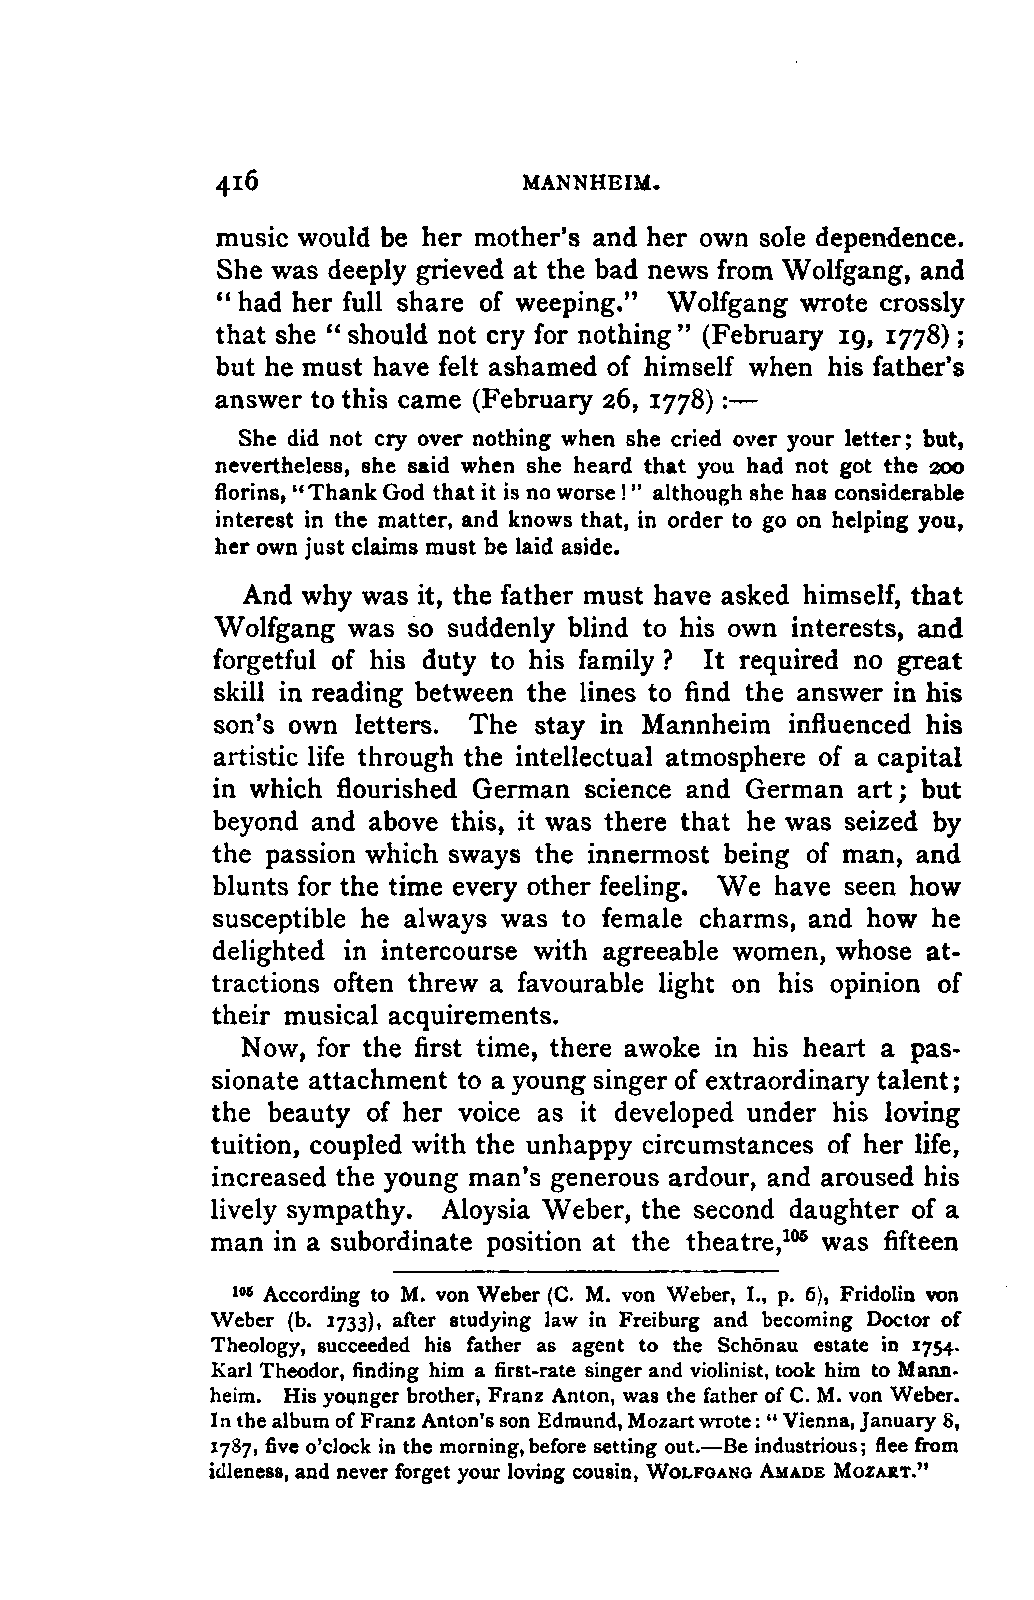 416 MANNHEIM.
music would be her mother's and her own sole dependence.
She was deeply grieved at the bad news from Wolfgang, and
"had her full share of weeping." Wolfgang wrote crossly
that she "should not cry for nothing" (February 19, 1778);
but he must have felt ashamed of himself when his father's
answer to this came (February 26, 1778):—
She did not cry over nothing when she cried over your letter; but,
nevertheless, she said when she heard that you had not got the 200
florins, "Thank God that it is no worse!" although she has considerable
interest in the matter, and knows that, in order to go on helping you,
her own just claims must be laid aside.
And why was it, the father must have asked himself, that
Wolfgang was so suddenly blind to his own interests, and
forgetful of his duty to his family? It required no great
skill in reading between the lines to find the answer in his
son's own letters. The stay in Mannheim influenced his
artistic life through the intellectual atmosphere of a capital
in which flourished German science and German art; but
beyond and above this, it was there that he was seized by
the passion which sways the innermost being of man, and
blunts for the time every other feeling. We have seen how
susceptible he always was to female charms, and how he
delighted in intercourse with agreeable women, whose at-
tractions often threw a favourable light on his opinion of
their musical acquirements.
Now, for the first time, there awoke in his heart a pas-
sionate attachment to a young singer of extraordinary talent;
the beauty of her voice as it developed under his loving
tuition, coupled with the unhappy circumstances of her life,
increased the young man's generous ardour, and aroused his
lively sympathy. Aloysia Weber, the second daughter of a
man in a subordinate position at the theatre,¹⁰⁵ was fifteen
¹⁰⁵ According to M. von Weber (C. M. von Weber, I., p. 6), Fridolin von
Weber (b. 1733), after studying law in Freiburg and becoming Doctor of
Theology, succeeded his father as agent to the Schönau estate in 1754.
Karl Theodor, finding him a first-rate singer and violinist, took him to Mann-
heim. His younger brother, Franz Anton, was the father of C. M. von Weber.
In the album of Franz Anton's son Edmund, Mozart wrote: "Vienna, January 8,
1787, five o'clock in the morning, before setting out.—Be industrious; flee from
idleness, and never forget your loving cousin, WOLFGANG AMADE MOZART."